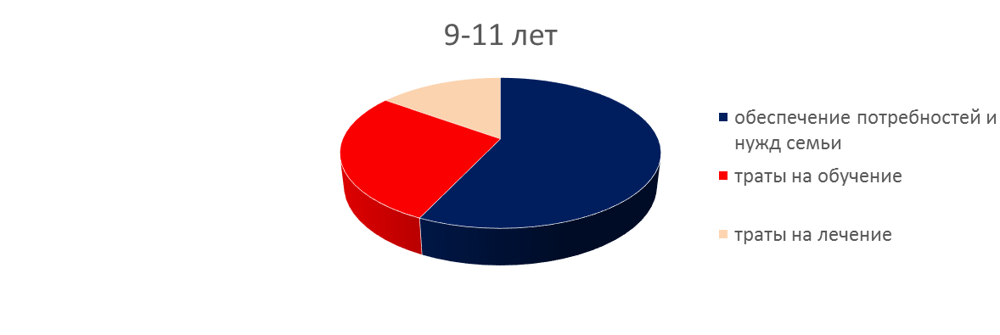 9-11 лет
обеспечение потребностей и
нужд семьи
траты на обучение
траты на лечение